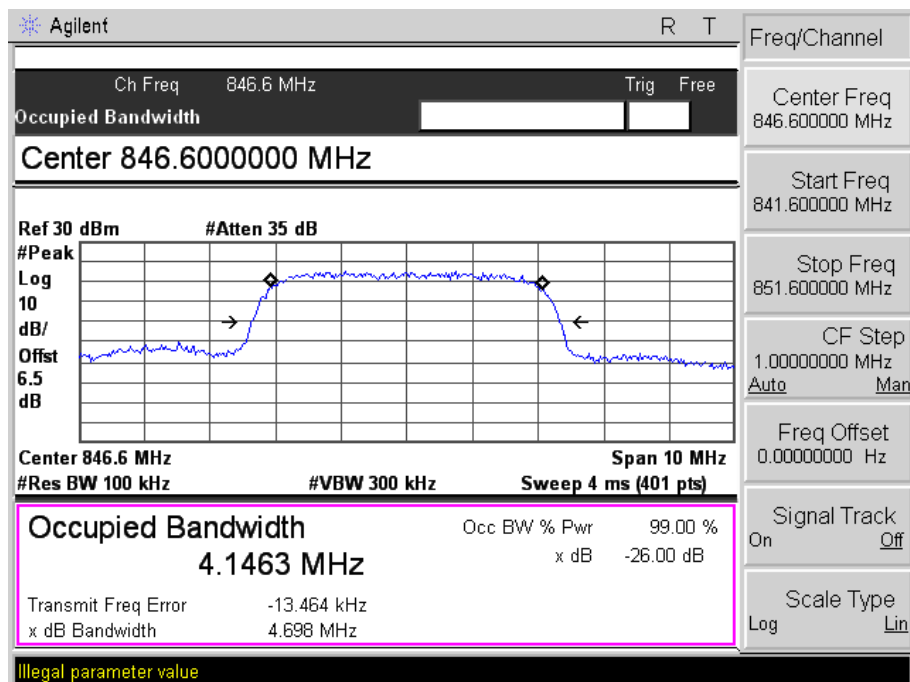 Agilent R T
Freq/Channel
Ch Freq 846.6 MHz Trig Free
Occupied Bandwidth
Center 846.6000000 MHz
Center Freq
846.600000 MHz
Start Freq
841.600000 MHz
Stop Freq
851.600000 MHz
CF Step
1.00000000 MHz
Auto Man
Freq Offset
0.00000000 Hz
Signal Track
On Off
Scale Type
Log Lin
Ref 30 dBm #Atten 35 dB
#Peak
Log
10
dB/
Offst
6.5
dB
Center 846.6 MHz Span 10 MHz
#Res BW 100 kHz #VBW 300 kHz Sweep 4 ms (401 pts)
Occupied Bandwidth
4.1463 MHz
Occ BW % Pwr 99.00 %
x dB -26.00 dB
Transmit Freq Error -13.464 kHz
x dB Bandwidth 4.698 MHz
Illegal parameter value